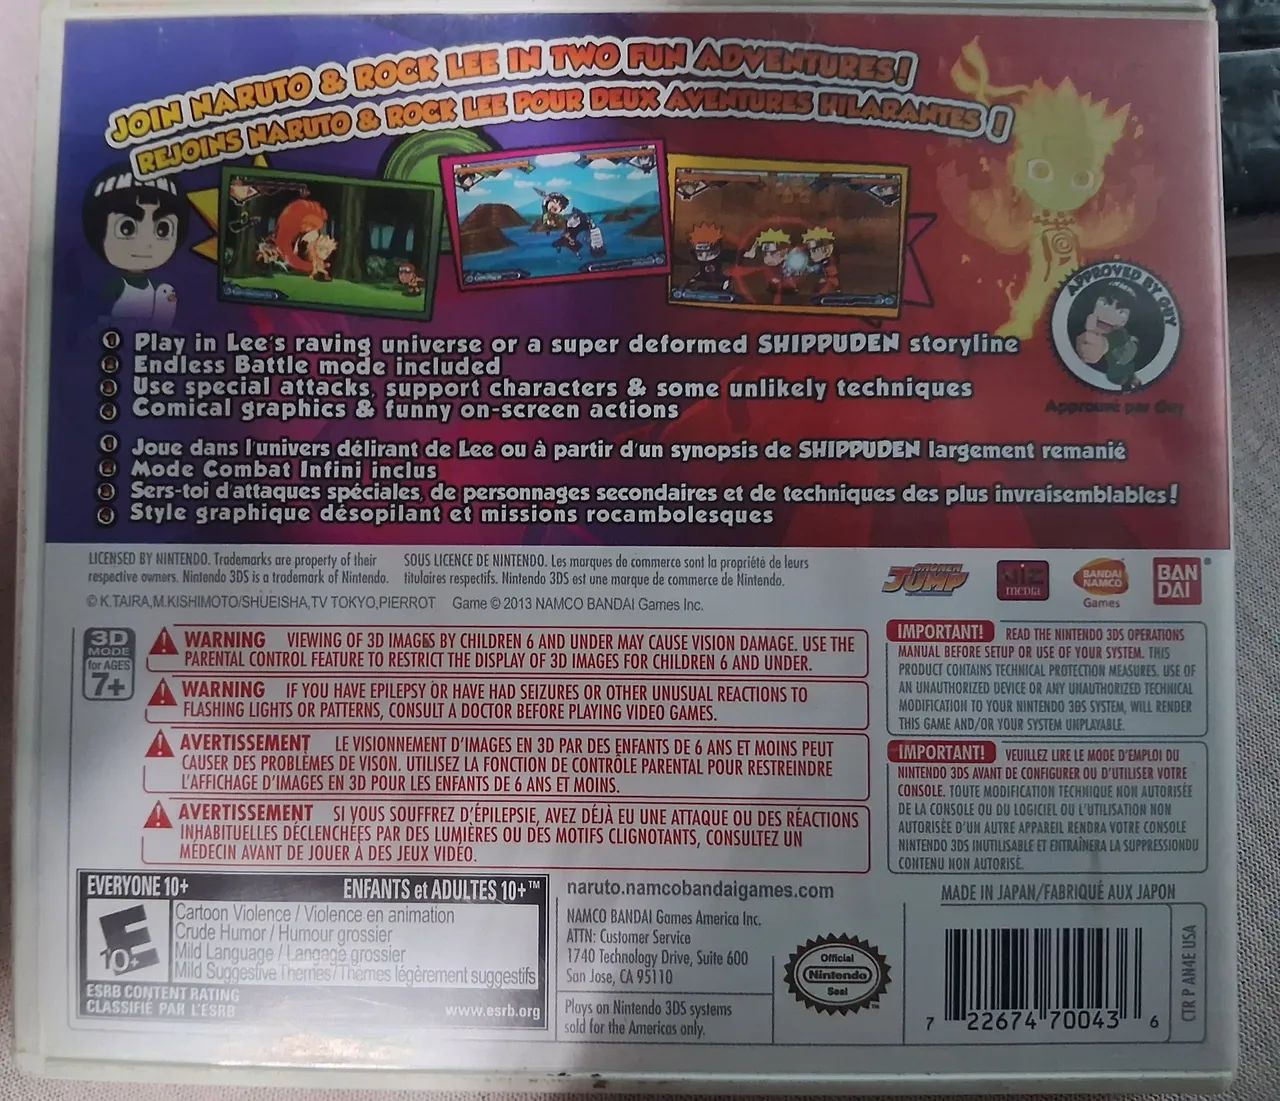 JOIN NARUTO & ROCK LEE IN TWO FUN ADVENTURES!
REJOINS NARUTO & ROCK LEE POUR DEUX AVENTURES HILARANTES !
APPROVED BY GUY
Approuvé par Guy
1 Play in Lee's raving universe or a super deformed SHIPPUDEN storyline
2 Endless Battle mode included
3 Use special attacks, support characters & some unlikely techniques
4 Comical graphics & funny on-screen actions
1 Joue dans l'univers délirant de Lee ou à partir d'un synopsis de SHIPPUDEN largement remanié
2 Mode Combat Infini inclus
3 Sers-toi d'attaques spéciales, de personnages secondaires et de techniques des plus invraisemblables!
4 Style graphique désopilant et missions rocambolesques
LICENSED BY NINTENDO. Trademarks are property of their
respective owners. Nintendo 3DS is a trademark of Nintendo.
SOUS LICENCE DE NINTENDO. Les marques de commerce sont la propriété de leurs
titulaires respectifs. Nintendo 3DS est une marque de commerce de Nintendo.
© K.TAIRA,M.KISHIMOTO/SHUEISHA,TV TOKYO,PIERROT Game © 2013 NAMCO BANDAI Games Inc.
SHONEN
JUMP
VIZ
media
BANDAI
NAMCO
Games
BAN
DAI
®
3D
MODE
for AGES
7+
WARNING VIEWING OF 3D IMAGES BY CHILDREN 6 AND UNDER MAY CAUSE VISION DAMAGE. USE THE
PARENTAL CONTROL FEATURE TO RESTRICT THE DISPLAY OF 3D IMAGES FOR CHILDREN 6 AND UNDER.
WARNING IF YOU HAVE EPILEPSY OR HAVE HAD SEIZURES OR OTHER UNUSUAL REACTIONS TO
FLASHING LIGHTS OR PATTERNS, CONSULT A DOCTOR BEFORE PLAYING VIDEO GAMES.
AVERTISSEMENT LE VISIONNEMENT D'IMAGES EN 3D PAR DES ENFANTS DE 6 ANS ET MOINS PEUT
CAUSER DES PROBLÈMES DE VISON. UTILISEZ LA FONCTION DE CONTRÔLE PARENTAL POUR RESTREINDRE
L'AFFICHAGE D'IMAGES EN 3D POUR LES ENFANTS DE 6 ANS ET MOINS.
AVERTISSEMENT SI VOUS SOUFFREZ D'ÉPILEPSIE, AVEZ DÉJÀ EU UNE ATTAQUE OU DES RÉACTIONS
INHABITUELLES DÉCLENCHÉES PAR DES LUMIÈRES OU DES MOTIFS CLIGNOTANTS, CONSULTEZ UN
MÉDECIN AVANT DE JOUER À DES JEUX VIDÉO.
IMPORTANT! READ THE NINTENDO 3DS OPERATIONS
MANUAL BEFORE SETUP OR USE OF YOUR SYSTEM. THIS
PRODUCT CONTAINS TECHNICAL PROTECTION MEASURES. USE OF
AN UNAUTHORIZED DEVICE OR ANY UNAUTHORIZED TECHNICAL
MODIFICATION TO YOUR NINTENDO 3DS SYSTEM, WILL RENDER
THIS GAME AND/OR YOUR SYSTEM UNPLAYABLE.
IMPORTANT! VEUILLEZ LIRE LE MODE D'EMPLOI DU
NINTENDO 3DS AVANT DE CONFIGURER OU D'UTILISER VOTRE
CONSOLE. TOUTE MODIFICATION TECHNIQUE NON AUTORISÉE
DE LA CONSOLE OU DU LOGICIEL OU L'UTILISATION NON
AUTORISÉE D'UN AUTRE APPAREIL RENDRA VOTRE CONSOLE
NINTENDO 3DS INUTILISABLE ET ENTRAÎNERA LA SUPPRESSIONDU
CONTENU NON AUTORISÉ.
EVERYONE 10+ ENFANTS et ADULTES 10+™
E
10+
Cartoon Violence / Violence en animation
Crude Humor / Humour grossier
Mild Language / Langage grossier
Mild Suggestive Themes / Thèmes légèrement suggestifs
ESRB CONTENT RATING
CLASSIFIÉ PAR L'ESRB
www.esrb.org
naruto.namcobandaigames.com
NAMCO BANDAI Games America Inc.
ATTN: Customer Service
1740 Technology Drive, Suite 600
San Jose, CA 95110
Plays on Nintendo 3DS systems
sold for the Americas only.
Official
Nintendo
Seal
™
MADE IN JAPAN/FABRIQUÉ AUX JAPON
7 22674 70043 6
CTR P AN4E USA